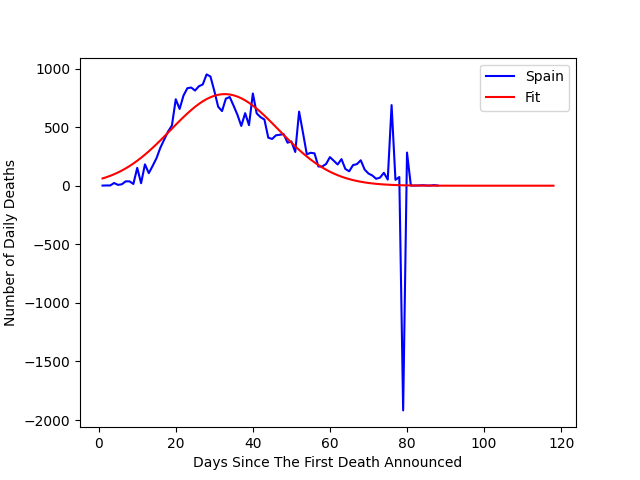 Spain
Fit
1000
500
0
−500
−1000
−1500
−2000
Number of Daily Deaths
0 20 40 60 80 100 120
Days Since The First Death Announced